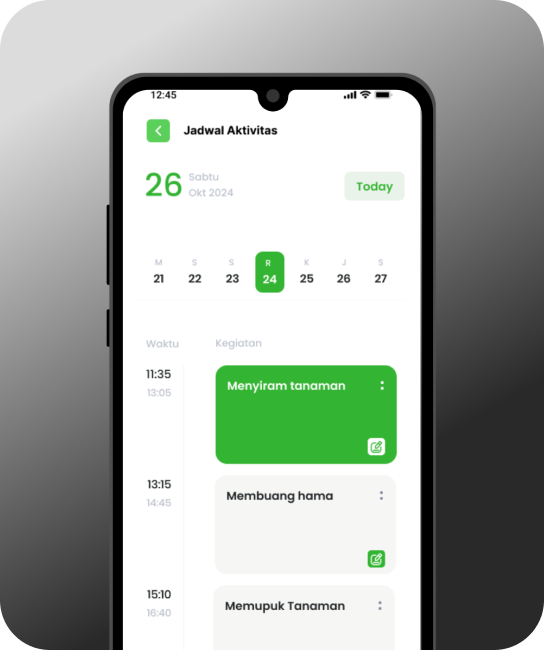 12:45
Jadwal Aktivitas
26 Sabtu
Okt 2024
Today
M S S R K J S
21 22 23 24 25 26 27
Waktu Kegiatan
11:35 Menyiram tanaman
13:05
13:15 Membuang hama
14:45
15:10 Memupuk Tanaman
16:40